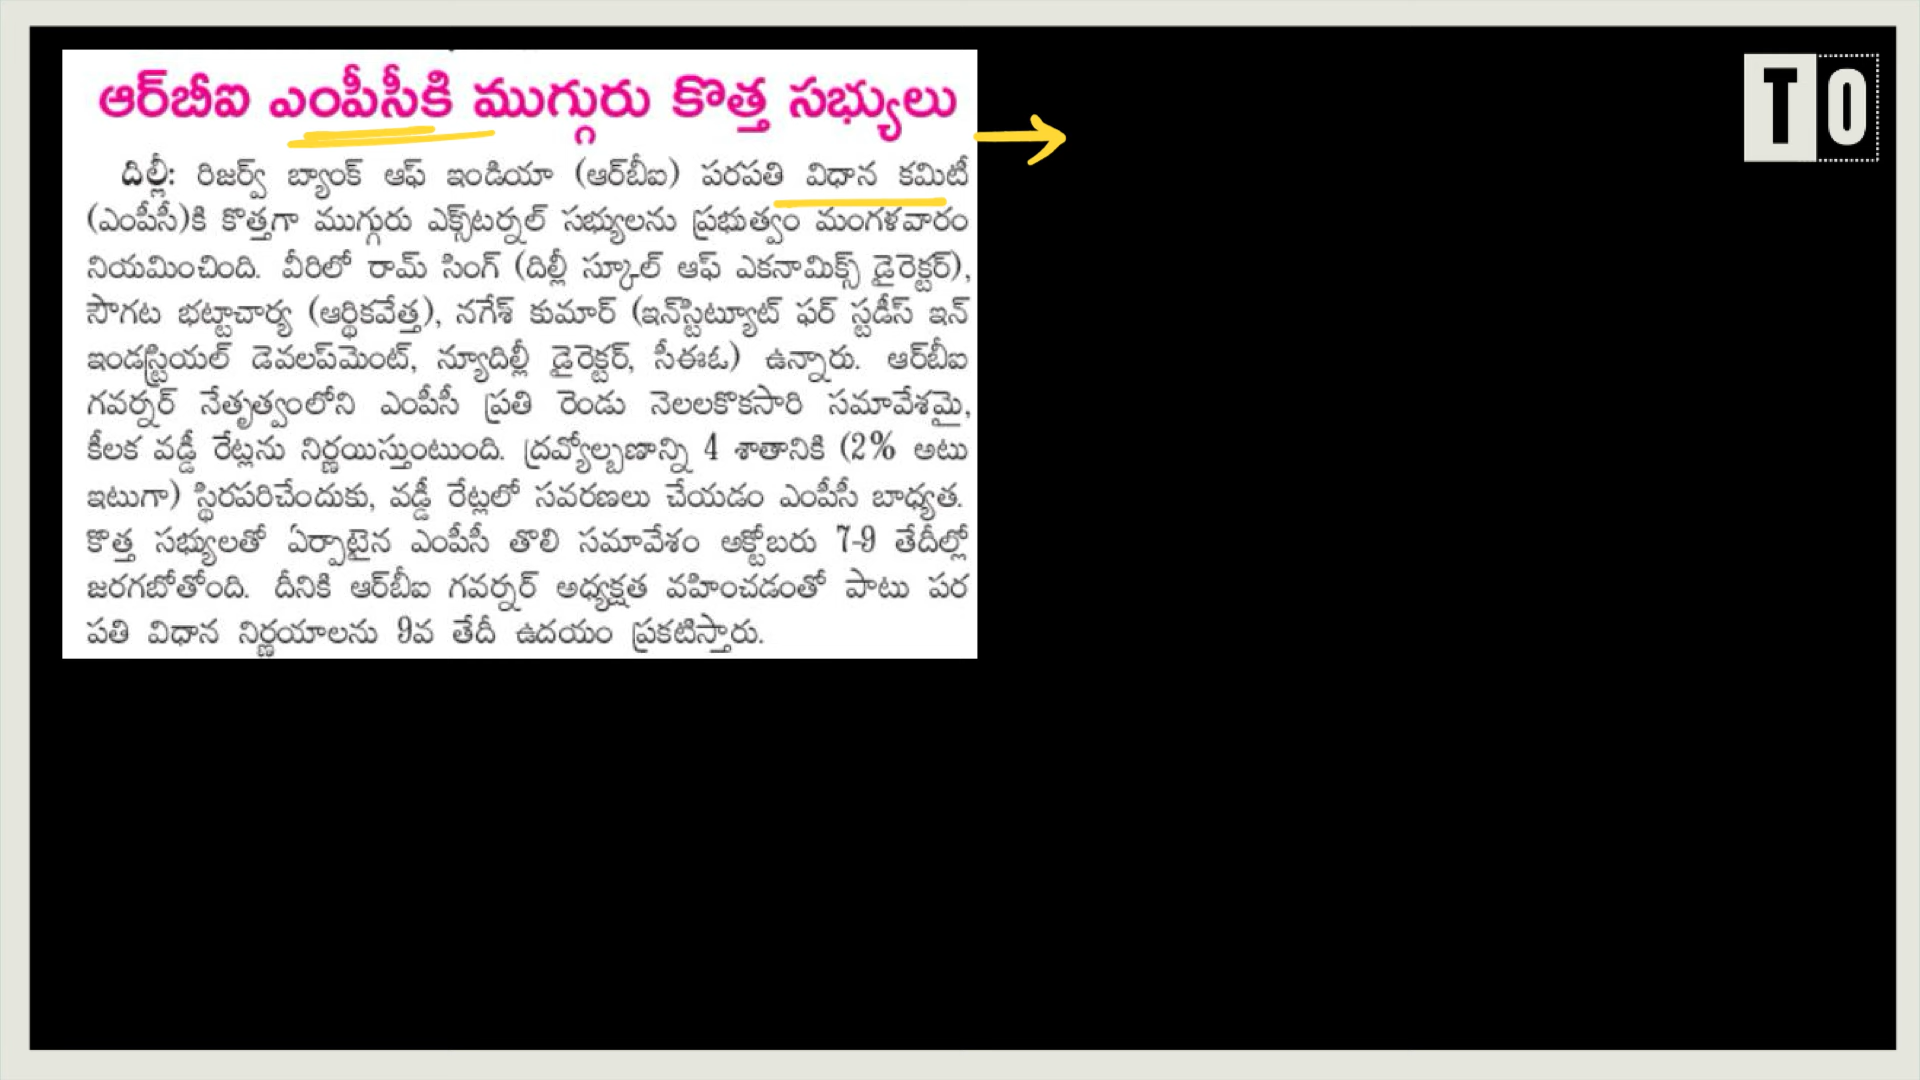 ఆర్‌బీఐ ఎంపీసీకి ముగ్గురు కొత్త సభ్యులు
దిల్లీ: రిజర్వ్ బ్యాంక్ ఆఫ్ ఇండియా (ఆర్‌బీఐ) పరపతి విధాన కమిటీ
(ఎంపీసీ)కి కొత్తగా ముగ్గురు ఎక్స్‌టర్నల్ సభ్యులను ప్రభుత్వం మంగళవారం
నియమించింది. వీరిలో రామ్ సింగ్ (దిల్లీ స్కూల్ ఆఫ్ ఎకనామిక్స్ డైరెక్టర్),
సౌగట భట్టాచార్య (ఆర్థికవేత్త), నగేశ్ కుమార్ (ఇన్‌స్టిట్యూట్ ఫర్ స్టడీస్ ఇన్
ఇండస్ట్రియల్ డెవలప్‌మెంట్, న్యూదిల్లీ డైరెక్టర్, సీఈఓ) ఉన్నారు. ఆర్‌బీఐ
గవర్నర్ నేతృత్వంలోని ఎంపీసీ ప్రతి రెండు నెలలకొకసారి సమావేశమై,
కీలక వడ్డీ రేట్లను నిర్ణయిస్తుంటుంది. ద్రవ్యోల్బణాన్ని 4 శాతానికి (2% అటు
ఇటుగా) స్థిరపరిచేందుకు, వడ్డీ రేట్లలో సవరణలు చేయడం ఎంపీసీ బాధ్యత.
కొత్త సభ్యులతో ఏర్పాటైన ఎంపీసీ తొలి సమావేశం అక్టోబరు 7-9 తేదీల్లో
జరగబోతోంది. దీనికి ఆర్‌బీఐ గవర్నర్ అధ్యక్షత వహించడంతో పాటు పర
పతి విధాన నిర్ణయాలను 9వ తేదీ ఉదయం ప్రకటిస్తారు.
TO